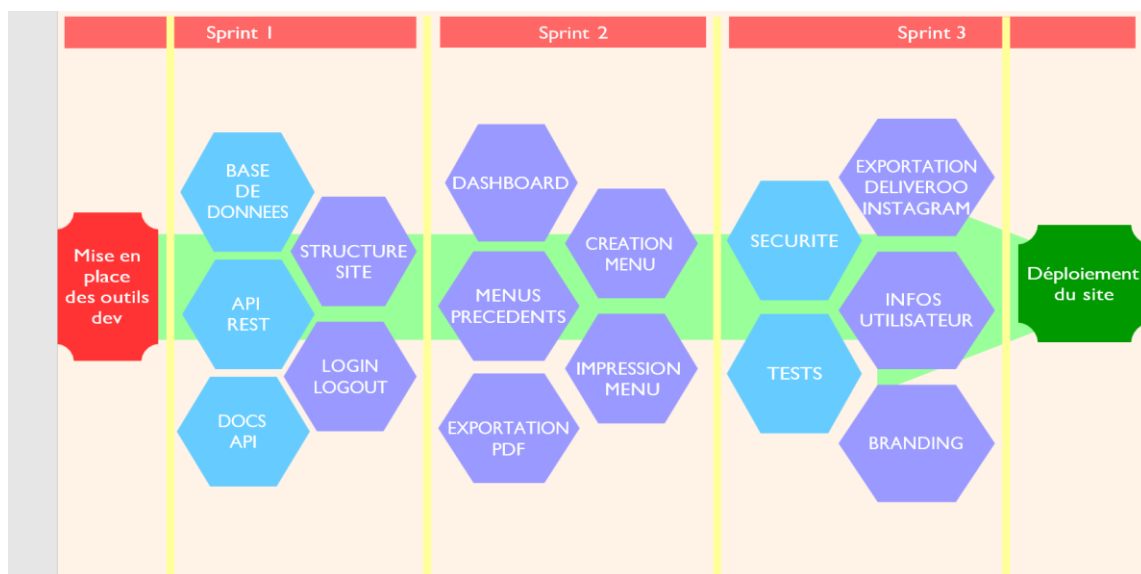 Sprint 1
Sprint 2
Sprint 3
Mise en
place
des outils
dev
BASE
DE
DONNEES
STRUCTURE
SITE
API
REST
LOGIN
LOGOUT
DOCS
API
DASHBOARD
CREATION
MENU
MENUS
PRECEDENTS
IMPRESSION
MENU
EXPORTATION
PDF
EXPORTATION
DELIVEROO
INSTAGRAM
SECURITE
INFOS
UTILISATEUR
TESTS
BRANDING
Déploiement
du site